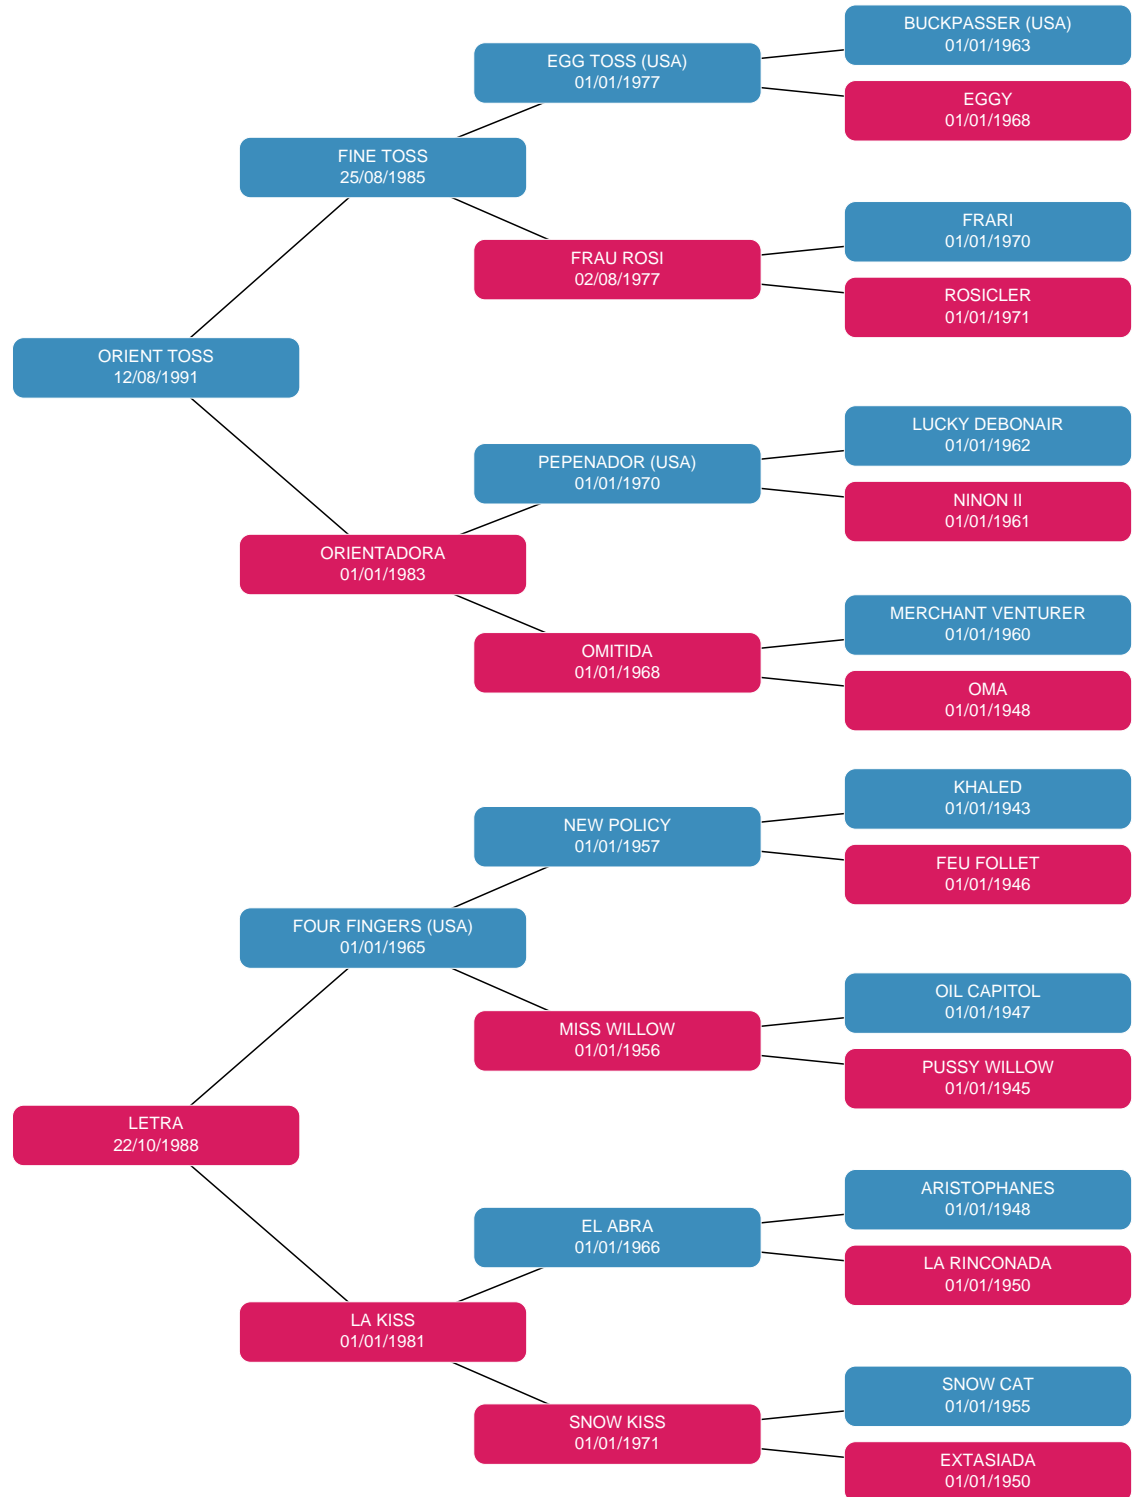 BUCKPASSER (USA)
01/01/1963
EGG TOSS (USA)
01/01/1977
EGGY
01/01/1968
FINE TOSS
25/08/1985
FRARI
01/01/1970
FRAU ROSI
02/08/1977
ROSICLER
01/01/1971
ORIENT TOSS
12/08/1991
LUCKY DEBONAIR
01/01/1962
PEPENADOR (USA)
01/01/1970
NINON II
01/01/1961
ORIENTADORA
01/01/1983
MERCHANT VENTURER
01/01/1960
OMITIDA
01/01/1968
OMA
01/01/1948
KHALED
01/01/1943
NEW POLICY
01/01/1957
FEU FOLLET
01/01/1946
FOUR FINGERS (USA)
01/01/1965
OIL CAPITOL
01/01/1947
MISS WILLOW
01/01/1956
PUSSY WILLOW
01/01/1945
LETRA
22/10/1988
ARISTOPHANES
01/01/1948
EL ABRA
01/01/1966
LA RINCONADA
01/01/1950
LA KISS
01/01/1981
SNOW CAT
01/01/1955
SNOW KISS
01/01/1971
EXTASIADA
01/01/1950